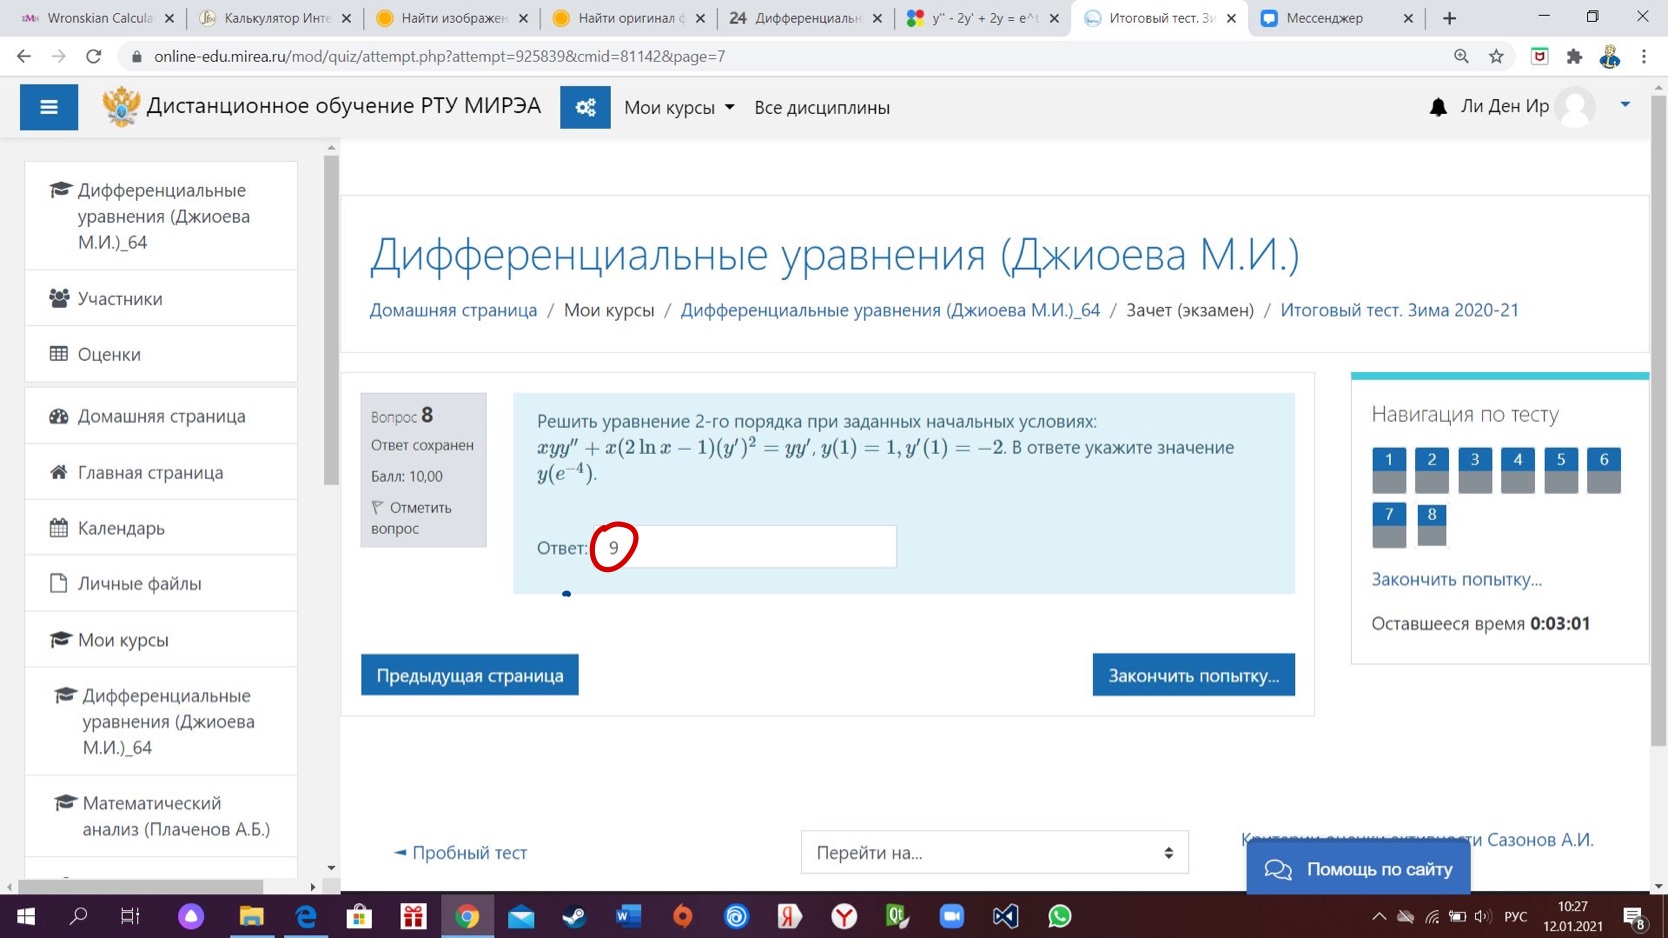 Wronskian Calcula
Калькулятор Инте
Найти изображен
Найти оригинал ф
24 Дифференциальн
y'' - 2y' + 2y = e^t
Итоговый тест. Зи
Мессенджер
online-edu.mirea.ru/mod/quiz/attempt.php?attempt=925839&cmid=81142&page=7
Дистанционное обучение РТУ МИРЭА
Мои курсы
Все дисциплины
Ли Ден Ир
Дифференциальные
уравнения (Джиоева
М.И.)_64
Участники
Оценки
Домашняя страница
Главная страница
Календарь
Личные файлы
Мои курсы
Дифференциальные
уравнения (Джиоева
М.И.)_64
Математический
анализ (Плаченов А.Б.)
Дифференциальные уравнения (Джиоева М.И.)
Домашняя страница / Мои курсы / Дифференциальные уравнения (Джиоева М.И.)_64 / Зачет (экзамен) / Итоговый тест. Зима 2020-21
Вопрос 8
Ответ сохранен
Балл: 10,00
Отметить
вопрос
Решить уравнение 2-го порядка при заданных начальных условиях:
xyy″ + x(2 ln x − 1)(y′)² = yy′, y(1) = 1, y′(1) = −2. В ответе укажите значение
y(e⁻⁴).
Ответ: 9
Предыдущая страница
Закончить попытку...
Навигация по тесту
1 2 3 4 5 6
7 8
Закончить попытку...
Оставшееся время 0:03:01
◄ Пробный тест
Перейти на...
Критерии оценки активности Сазонов А.И.
Помощь по сайту
РУС
10:27
12.01.2021
8